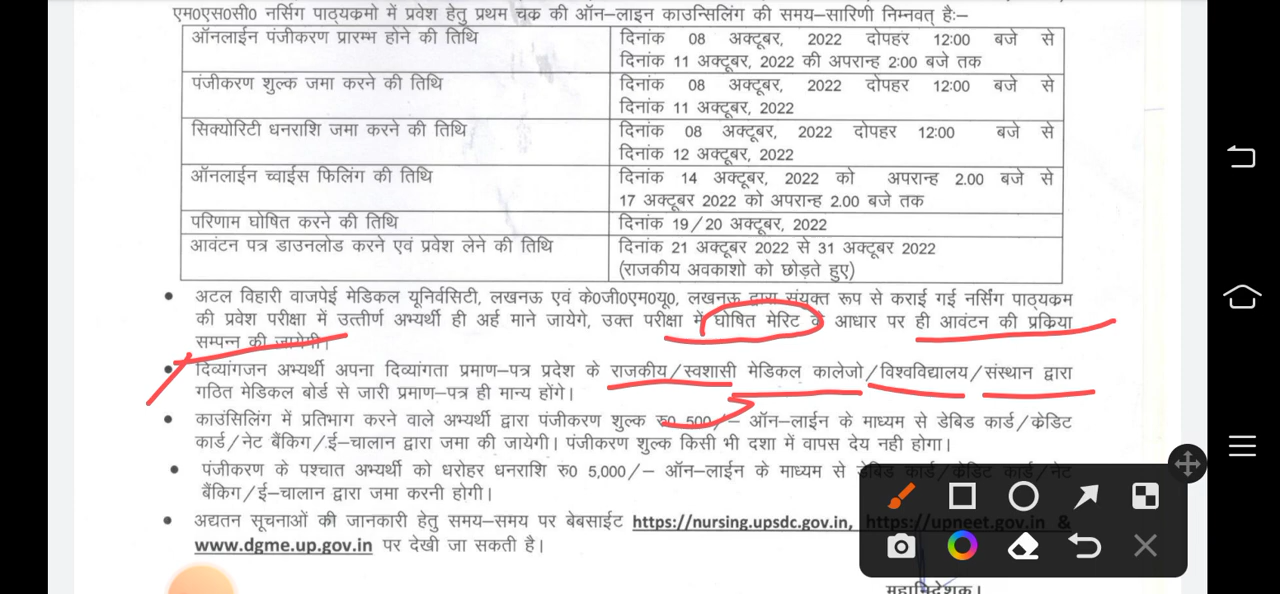 एम0एस0सी0 नर्सिंग पाठ्यकमो में प्रवेश हेतु प्रथम चक्र की ऑन–लाइन काउन्सिलिंग की समय–सारिणी निम्नवत् हैः–
ऑनलाईन पंजीकरण प्रारम्भ होने की तिथि
दिनांक 08 अक्टूबर, 2022 दोपहर 12:00 बजे से
दिनांक 11 अक्टूबर, 2022 की अपरान्ह 2:00 बजे तक
पंजीकरण शुल्क जमा करने की तिथि
दिनांक 08 अक्टूबर, 2022 दोपहर 12:00 बजे से
दिनांक 11 अक्टूबर, 2022
सिक्योरिटी धनराशि जमा करने की तिथि
दिनांक 08 अक्टूबर, 2022 दोपहर 12:00 बजे से
दिनांक 12 अक्टूबर, 2022
ऑनलाईन च्वाईस फिलिंग की तिथि
दिनांक 14 अक्टूबर, 2022 को अपरान्ह 2.00 बजे से
17 अक्टूबर 2022 को अपरान्ह 2.00 बजे तक
परिणाम घोषित करने की तिथि
दिनांक 19/20 अक्टूबर, 2022
आवंटन पत्र डाउनलोड करने एवं प्रवेश लेने की तिथि
दिनांक 21 अक्टूबर 2022 से 31 अक्टूबर 2022
(राजकीय अवकाशो को छोड़ते हुए)
• अटल विहारी वाजपेई मेडिकल यूनिर्वसिटी, लखनऊ एवं के0जी0एम0यू0, लखनऊ द्वारा संयुक्त रूप से कराई गई नर्सिंग पाठ्यकम
की प्रवेश परीक्षा में उत्तीर्ण अभ्यर्थी ही अर्ह माने जायेगे, उक्त परीक्षा में घोषित मेरिट के आधार पर ही आवंटन की प्रकिया
सम्पन्न की जायेगी।
• दिव्यांगजन अभ्यर्थी अपना दिव्यांगता प्रमाण–पत्र प्रदेश के राजकीय/स्वशासी मेडिकल कालेजो/विश्वविद्यालय/संस्थान द्वारा
गठित मेडिकल बोर्ड से जारी प्रमाण–पत्र ही मान्य होंगे।
• काउंसिलिंग में प्रतिभाग करने वाले अभ्यर्थी द्वारा पंजीकरण शुल्क रु0 500/– ऑन–लाईन के माध्यम से डेबिड कार्ड/केडिट
कार्ड/नेट बैंकिग/ई–चालान द्वारा जमा की जायेगी। पंजीकरण शुल्क किसी भी दशा में वापस देय नही होगा।
• पंजीकरण के पश्चात अभ्यर्थी को धरोहर धनराशि रु0 5,000/– ऑन–लाईन के माध्यम से डेबिड कार्ड/केडिट कार्ड/नेट
बैंकिग/ई–चालान द्वारा जमा करनी होगी।
• अद्यतन सूचनाओं की जानकारी हेतु समय–समय पर बेबसाईट https://nursing.upsdc.gov.in, https://upneet.gov.in &
www.dgme.up.gov.in पर देखी जा सकती है।
महानिदेशक।